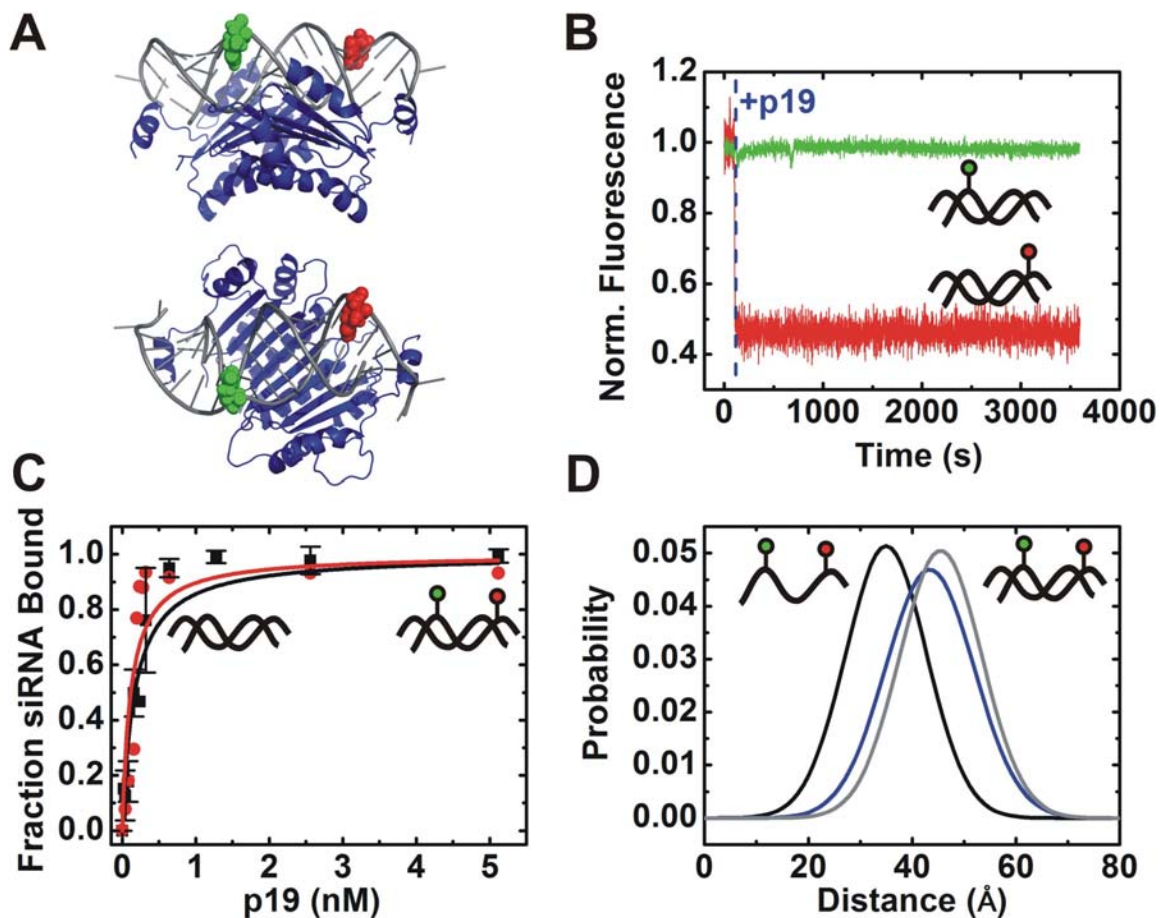 A
B
Norm. Fluorescence
1.2
1.0
0.8
0.6
0.4
+p19
0 1000 2000 3000 4000
Time (s)
C
Fraction siRNA Bound
1.0
0.8
0.6
0.4
0.2
0.0
0 1 2 3 4 5
p19 (nM)
D
Probability
0.05
0.04
0.03
0.02
0.01
0.00
0 20 40 60 80
Distance (Å)